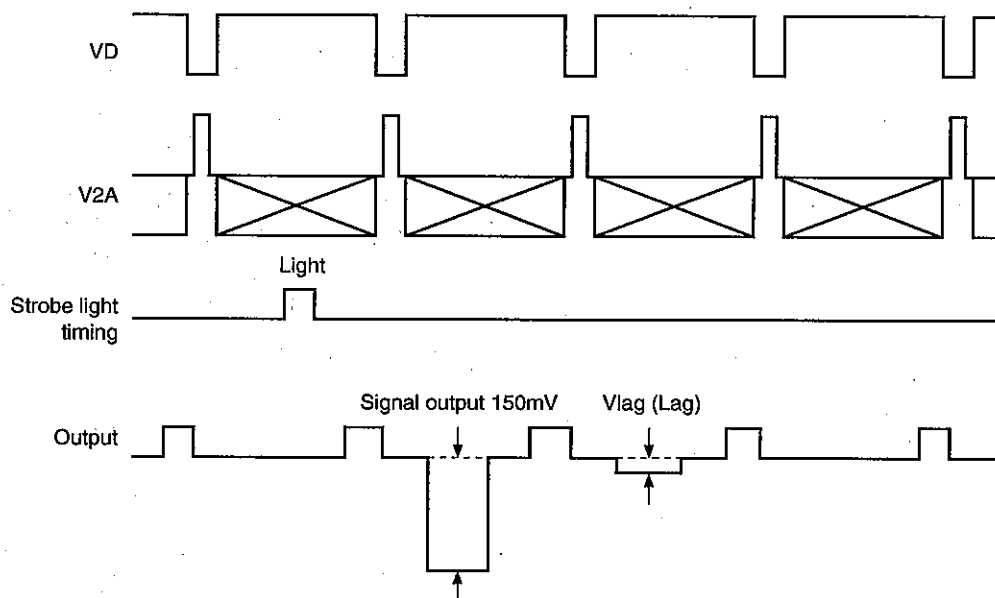 VD
V2A
Light
Strobe light
timing
Signal output 150mV
Vlag (Lag)
Output